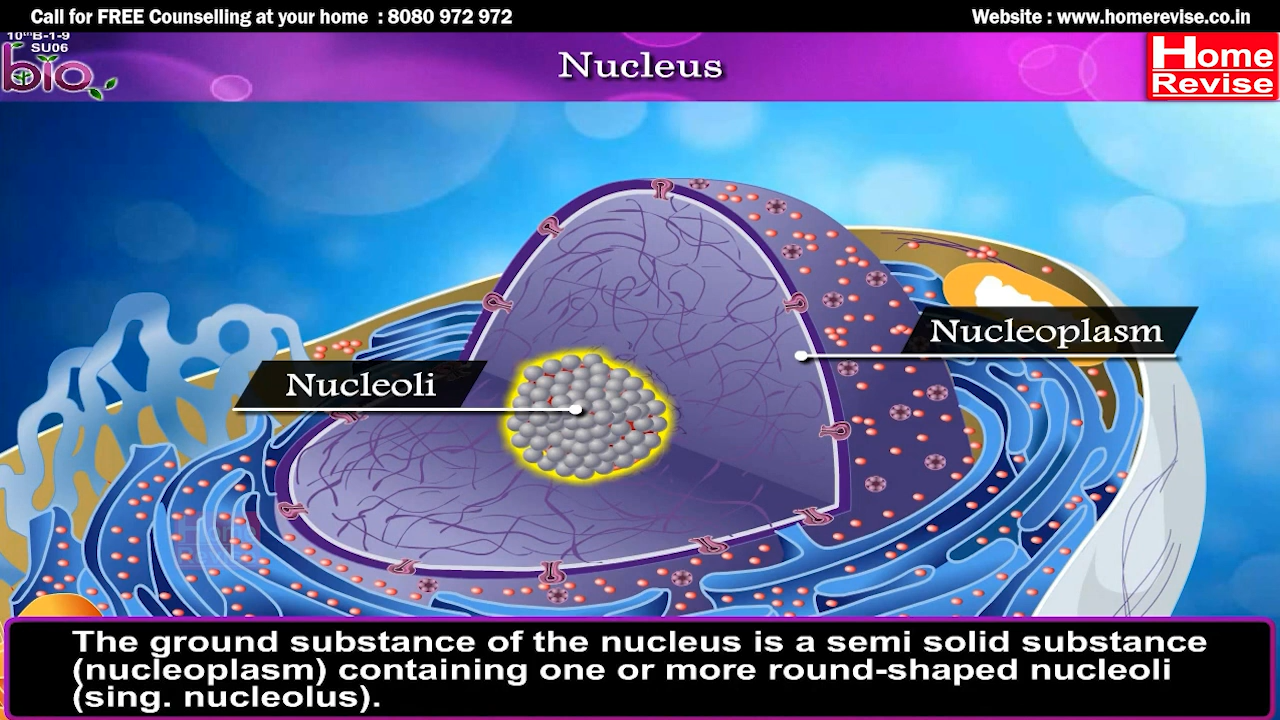 Call for FREE Counselling at your home : 8080 972 972
Website : www.homerevise.co.in
10thB-1-9
SU06
bio
Nucleus
Home
Revise
Nucleoplasm
Nucleoli
The ground substance of the nucleus is a semi solid substance
(nucleoplasm) containing one or more round-shaped nucleoli
(sing. nucleolus).